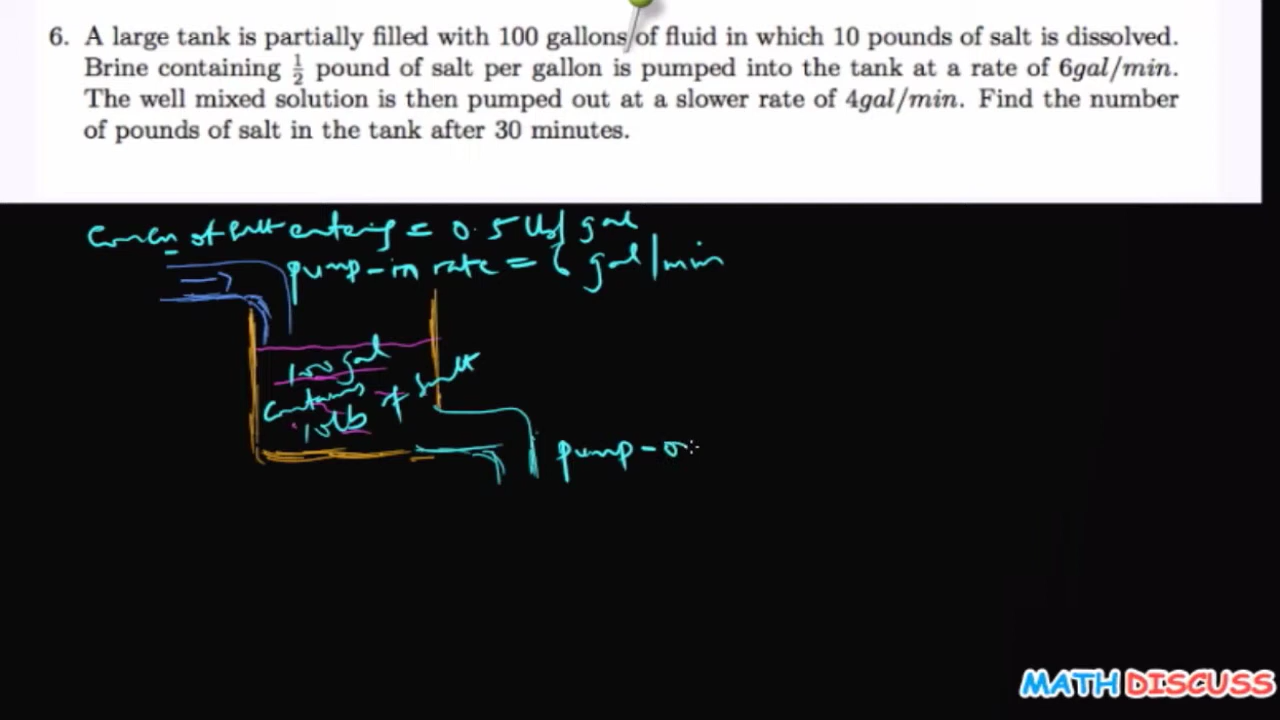 6. A large tank is partially filled with 100 gallons of fluid in which 10 pounds of salt is dissolved.
Brine containing 1/2 pound of salt per gallon is pumped into the tank at a rate of 6gal/min.
The well mixed solution is then pumped out at a slower rate of 4gal/min. Find the number
of pounds of salt in the tank after 30 minutes.
of salt entering = 0.5 lb/gal
pump-in rate = 6 gal/min
100 gal
contains
10lb of salt
pump-o
MATH DISCUSS